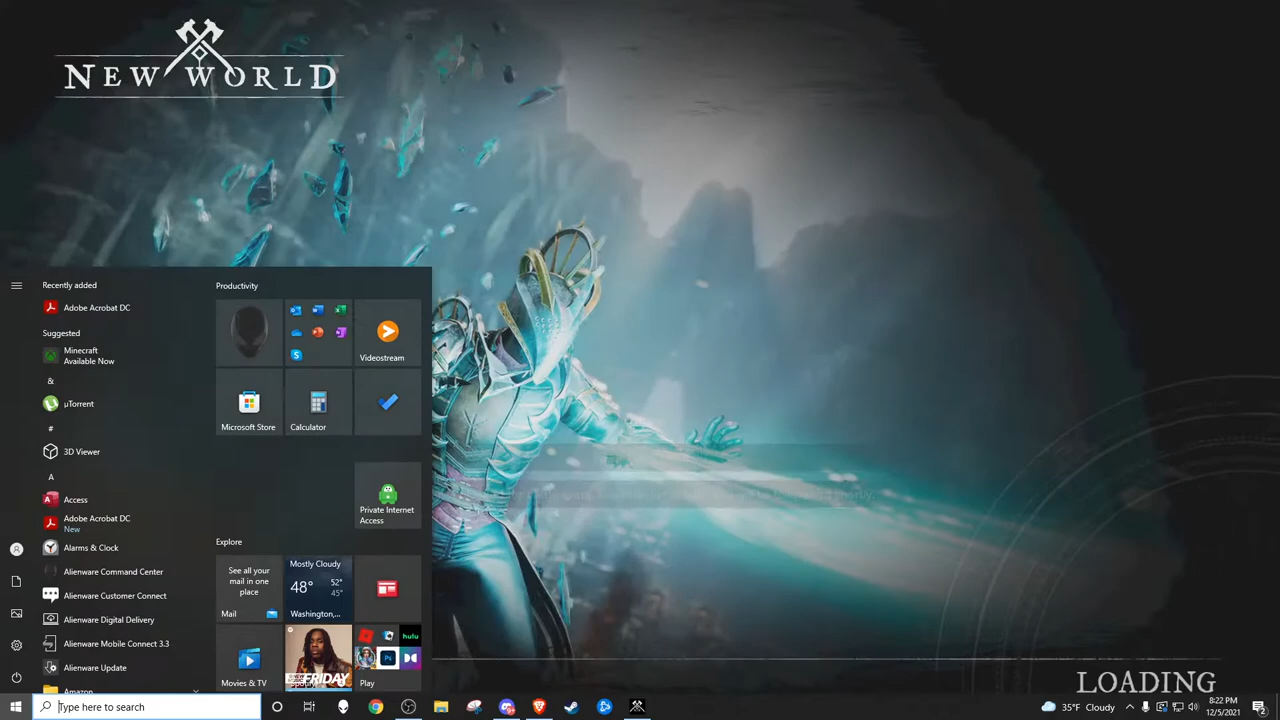 NEW WORLD
Recently added
Adobe Acrobat DC
Suggested
Minecraft
Available Now
&
µTorrent
#
3D Viewer
A
Access
Adobe Acrobat DC
New
Alarms & Clock
Alienware Command Center
Alienware Customer Connect
Alienware Digital Delivery
Alienware Mobile Connect 3.3
Alienware Update
Amazon
Productivity
Videostream
Microsoft Store
Calculator
Private Internet
Access
Explore
See all your
mail in one
place
Mail
Mostly Cloudy
48°
52°
45°
Washington,...
Movies & TV
FRIDAY
hulu
Ps
Play
LOADING
Type here to search
35°F Cloudy
8:22 PM
12/5/2021